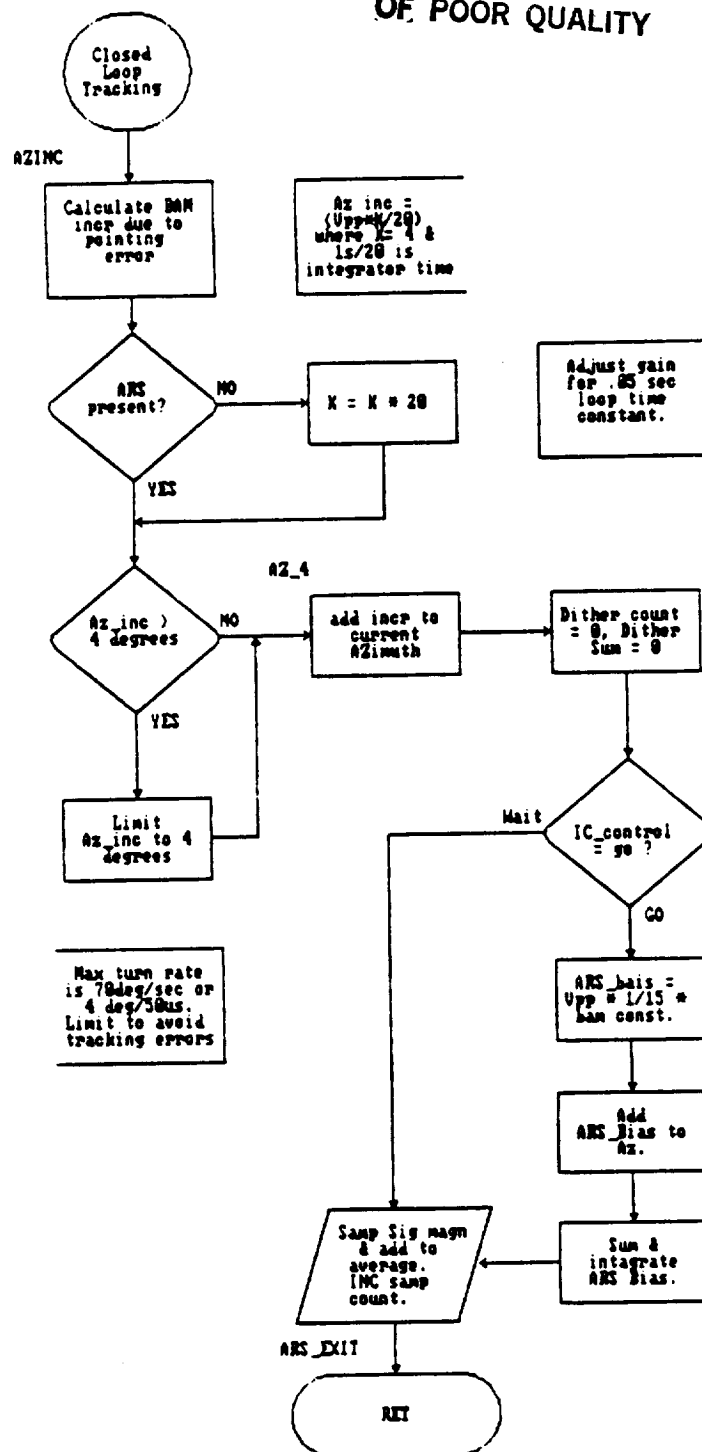 OF POOR QUALITY
Closed
Loop
Tracking
AZINC
Calculate BAM
incr due to
pointing
error
Az inc =
(Vpp*K/20)
where K= 4 &
1s/20 is
integrator time
ARS
present?
NO
K = K * 20
Adjust gain
for .05 sec
loop time
constant.
YES
AZ_4
Az_inc >
4 degrees
NO
add incr to
current
AZimuth
Dither count
= 0, Dither
Sum = 0
YES
Limit
Az_inc to 4
degrees
Wait
IC_control
= go ?
GO
Max turn rate
is 70deg/sec or
4 deg/50us.
Limit to avoid
tracking errors
ARS_bais =
Vpp * 1/15 *
bam const.
Add
ARS_Bias to
Az.
Samp Sig magn
& add to
average.
INC samp
count.
Sum &
intagrate
ARS Bias.
ARS_EXIT
RET